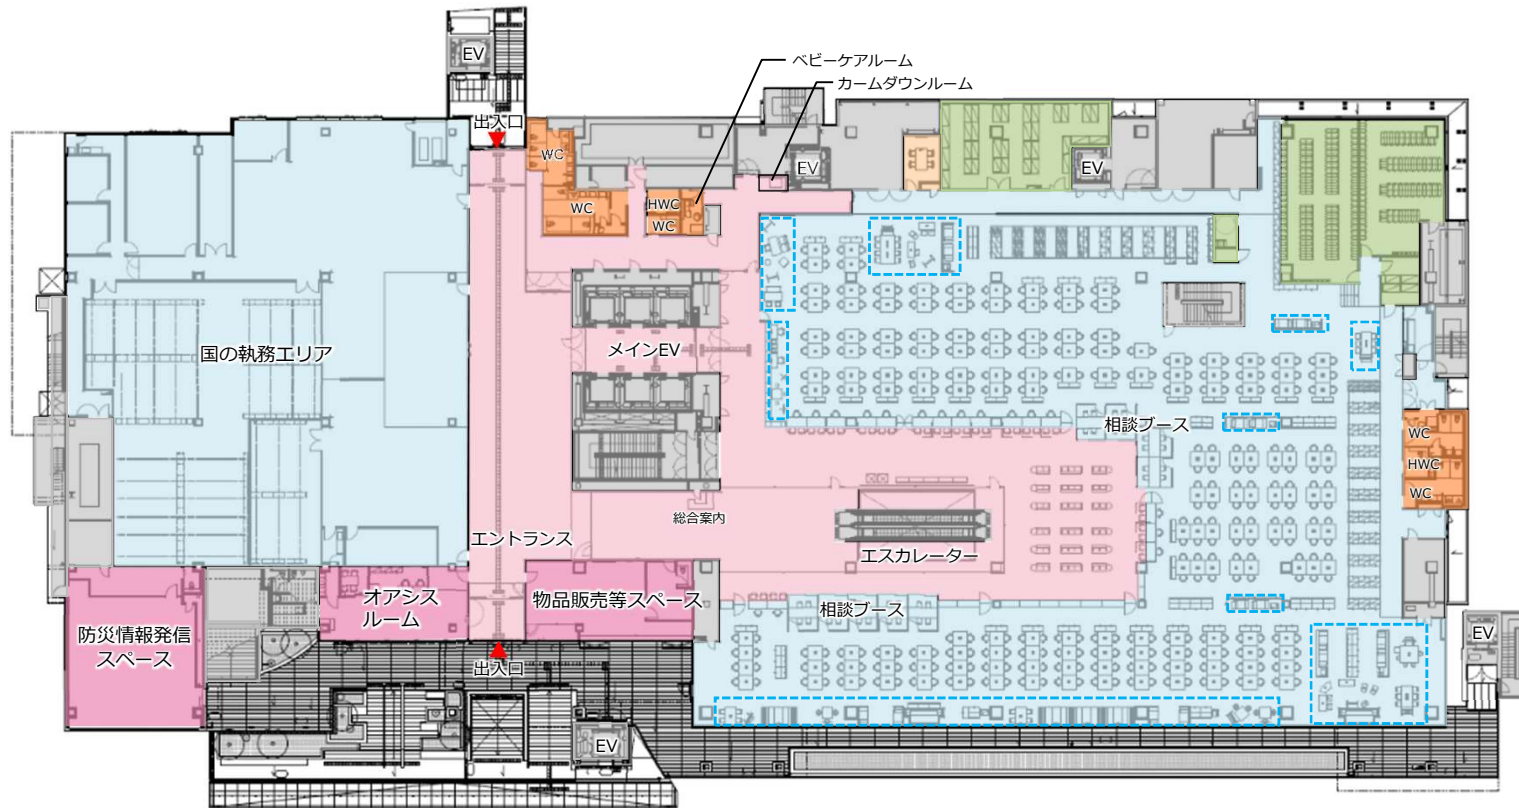 EV
ベビーケアルーム
カームダウンルーム
出入口
WC
EV
EV
WC
HWC
WC
国の執務エリア
メインEV
相談ブース
WC
HWC
WC
総合案内
エントランス
エスカレーター
オアシス
ルーム
物品販売等スペース
相談ブース
防災情報発信
スペース
出入口
EV
EV